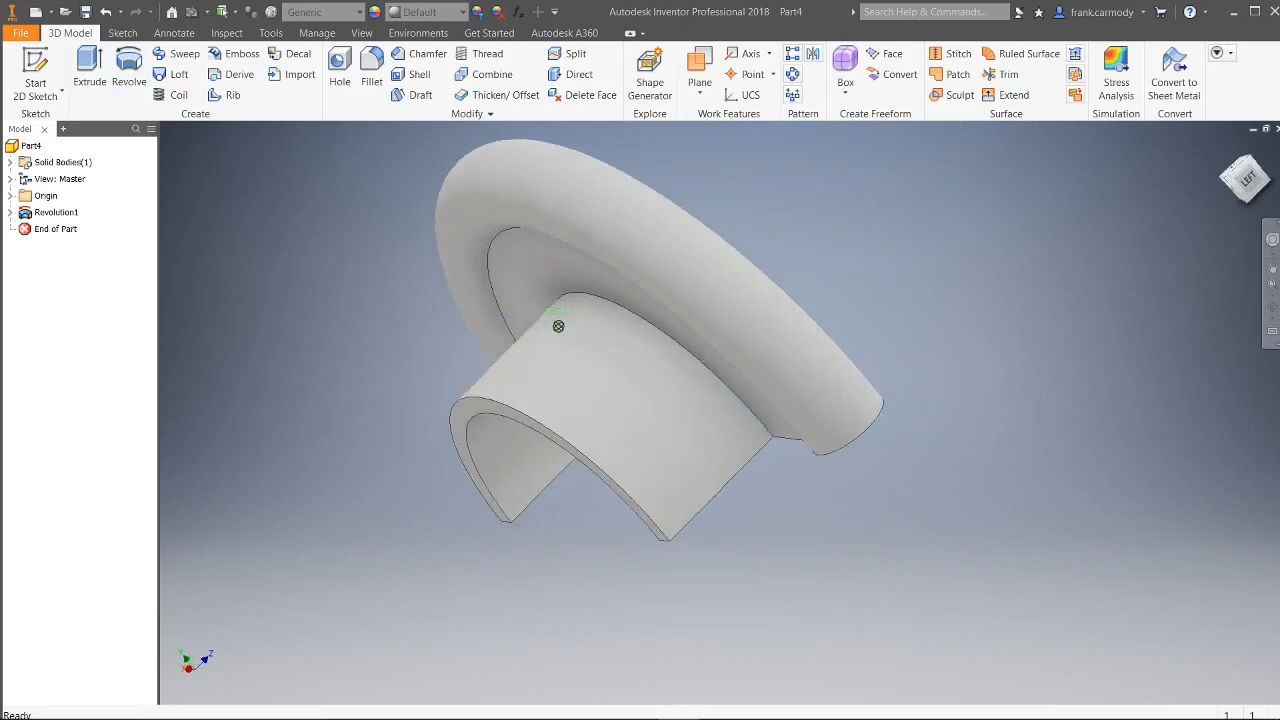 Generic
Default
Autodesk Inventor Professional 2018 Part4
Search Help & Commands...
frank.carmody
PRO
File 3D Model Sketch Annotate Inspect Tools Manage View Environments Get Started Autodesk A360
Start
2D Sketch
Extrude
Revolve
Sweep
Emboss
Decal
Loft
Derive
Import
Coil
Rib
Hole
Fillet
Chamfer
Thread
Split
Shell
Combine
Direct
Draft
Thicken/ Offset
Delete Face
Shape
Generator
Plane
Axis
Point
UCS
Box
Face
Convert
Stitch
Ruled Surface
Patch
Trim
Sculpt
Extend
Stress
Analysis
Convert to
Sheet Metal
Sketch Create Modify Explore Work Features Pattern Create Freeform Surface Simulation Convert
Model
Part4
Solid Bodies(1)
View: Master
Origin
Revolution1
End of Part
LEFT
Y
Z
X
Ready
1 1